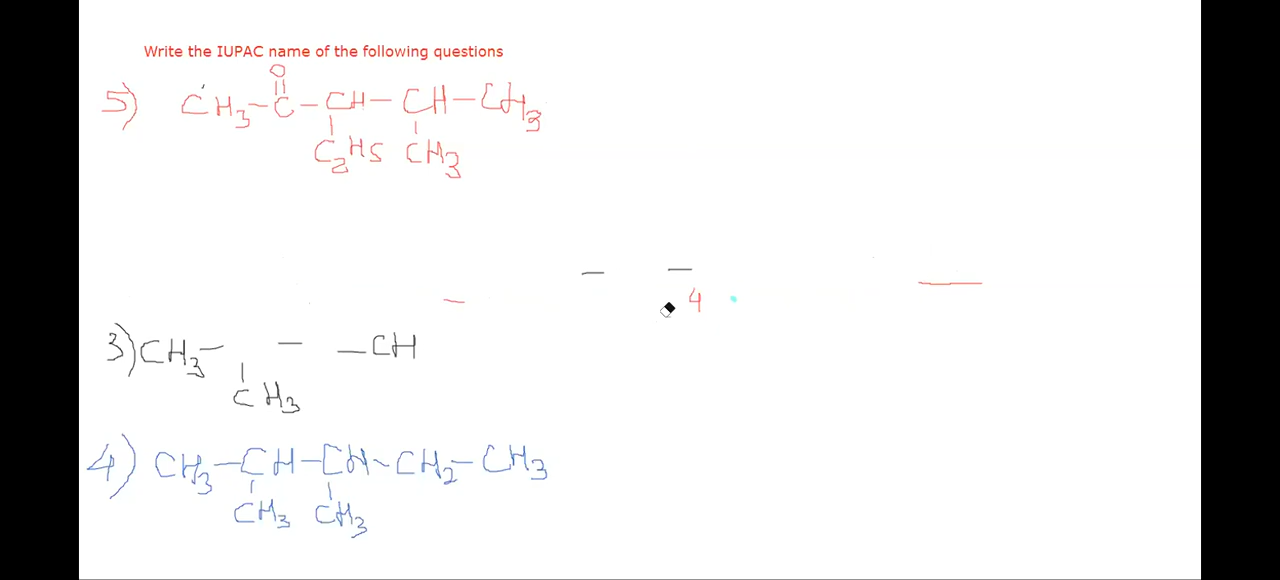 Write the IUPAC name of the following questions
O
5) CH3-C-CH-CH-CH3
C2H5 CH3
4
3) CH3- - -CH
CH3
4) CH3-CH-CH-CH2-CH3
CH3 CH3